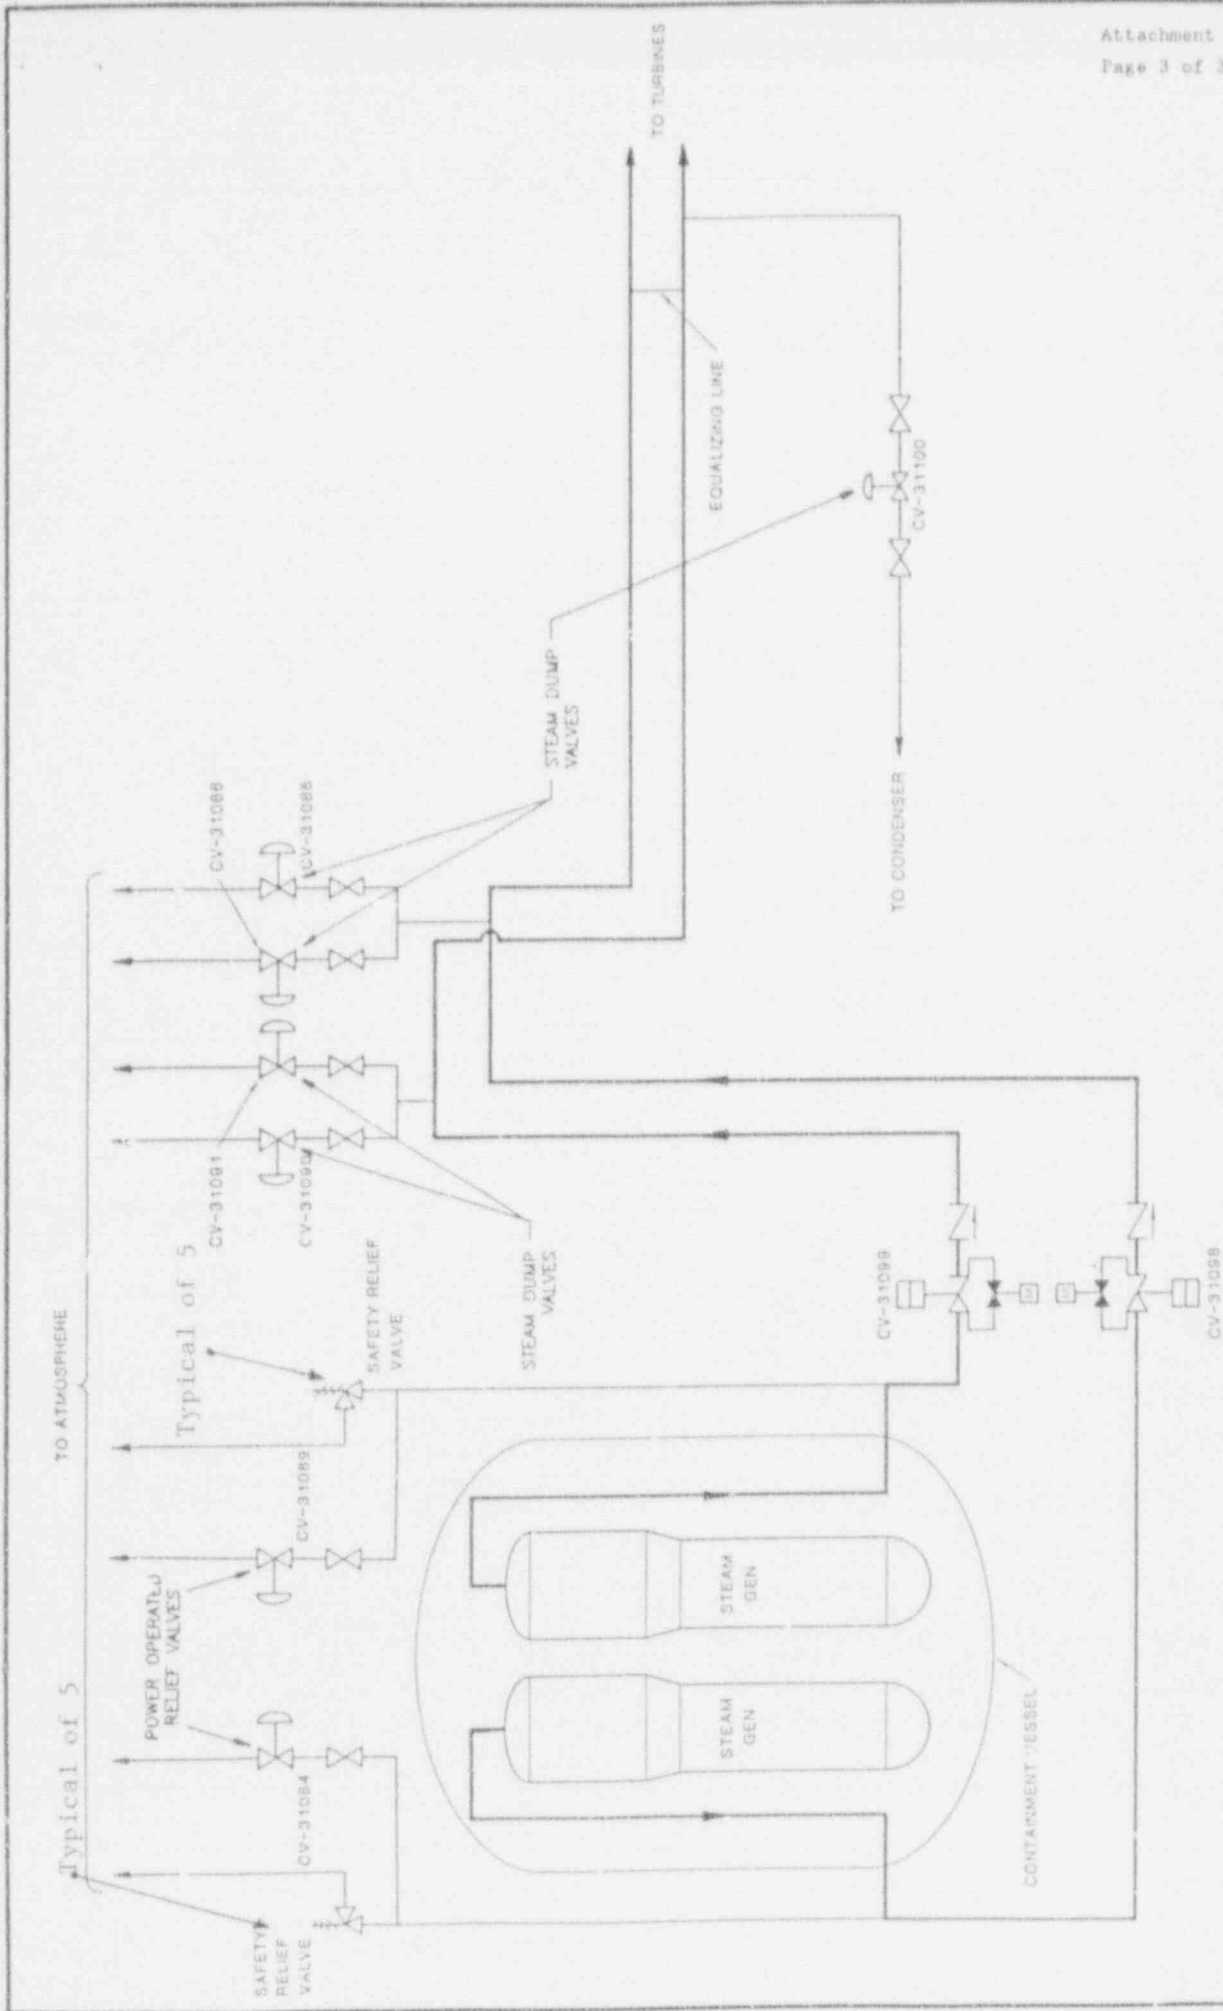 Attachment
Page 3 of 3
TO ATMOSPHERE
Typical of 5
SAFETY
RELIEF
VALVE
CV-31084
POWER OPERATED
RELIEF VALVES
CV-31089
Typical of 5
SAFETY RELIEF
VALVE
CV-31091
CV-31090
STEAM DUMP
VALVES
CV-31086
CV-31088
STEAM DUMP
VALVES
TO TURBINES
EQUALIZING LINE
CV-31100
TO CONDENSER
STEAM
GEN
STEAM
GEN
CONTAINMENT VESSEL
CV-31099
M
M
CV-31098